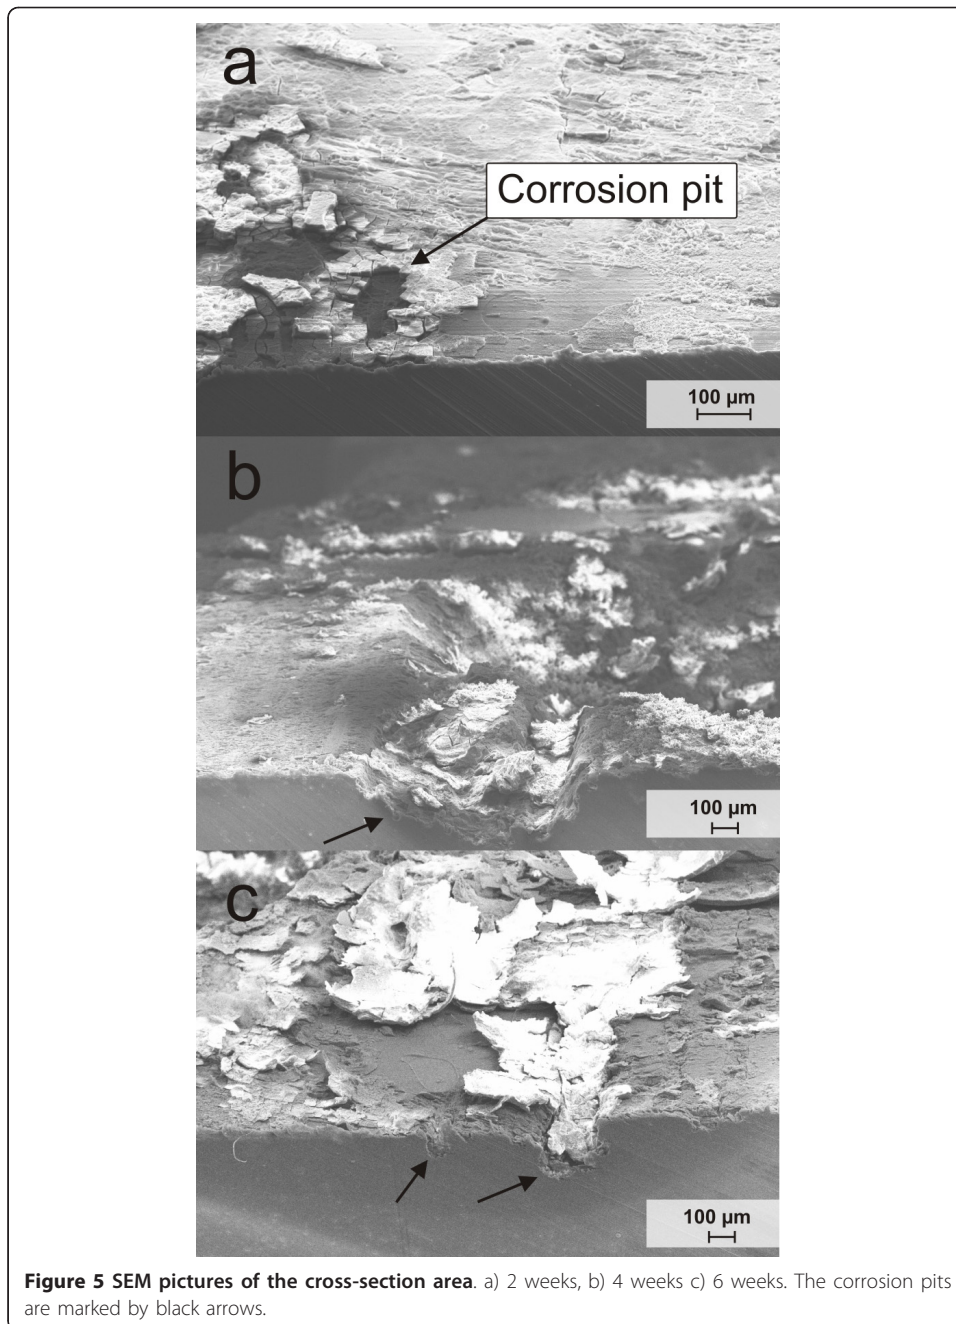 a
Corrosion pit
100 µm
b
100 µm
c
100 µm
Figure 5 SEM pictures of the cross-section area. a) 2 weeks, b) 4 weeks c) 6 weeks. The corrosion pits
are marked by black arrows.